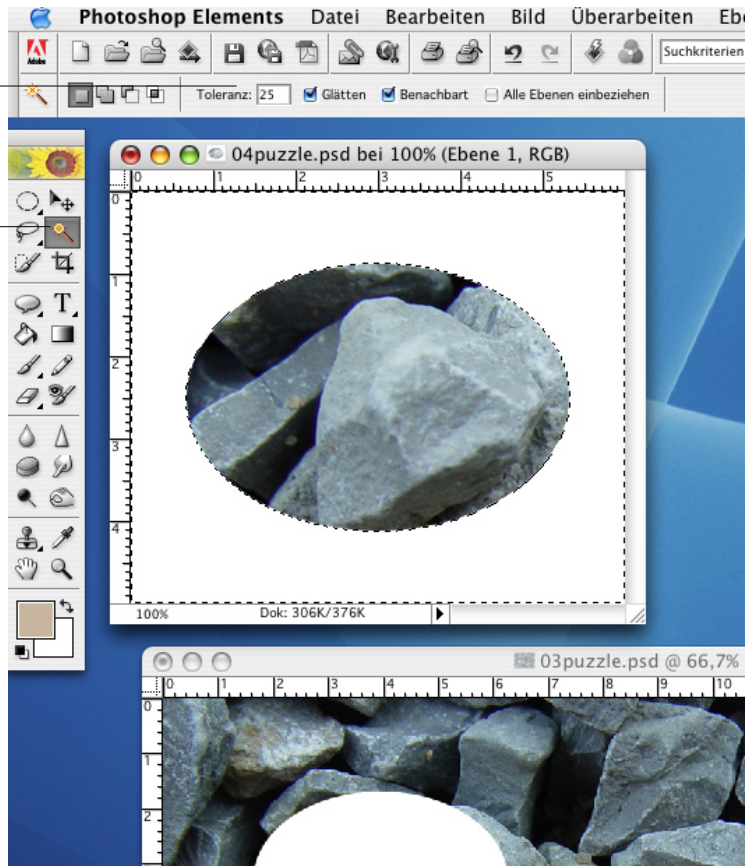 Photoshop Elements Datei Bearbeiten Bild Überarbeiten Ebe
Adobe
Suchkriterien
Toleranz: 25 Glätten Benachbart Alle Ebenen einbeziehen
04puzzle.psd bei 100% (Ebene 1, RGB)
0 1 2 3 4 5
0
1
2
3
4
T
100% Dok: 306K/376K
03puzzle.psd @ 66,7%
0 1 2 3 4 5 6 7 8 9 10
0
1
2